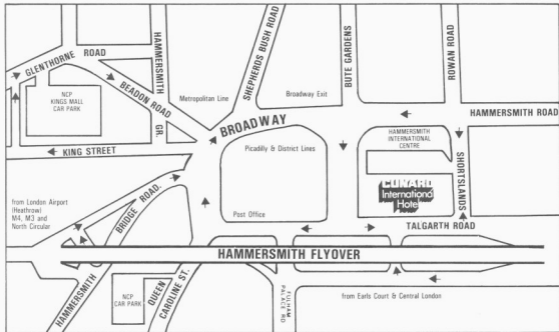 GLENTHORNE ROAD
HAMMERSMITH GR.
BEADON ROAD
SHEPHERDS BUSH ROAD
BUTE GARDENS
ROWAN ROAD
NCP
KINGS MALL
CAR PARK
Metropolitan Line
Broadway Exit
HAMMERSMITH ROAD
BROADWAY
KING STREET
Picadilly & District Lines
HAMMERSMITH
INTERNATIONAL
CENTRE
SHORTSLANDS
CUNARD
International
Hotel
from London Airport
(Heathrow)
M4, M3 and
North Circular
HAMMERSMITH BRIDGE ROAD.
Post Office
TALGARTH ROAD
HAMMERSMITH FLYOVER
NCP
CAR PARK
QUEEN CAROLINE ST.
FULHAM
PALACE RD
from Earls Court & Central London